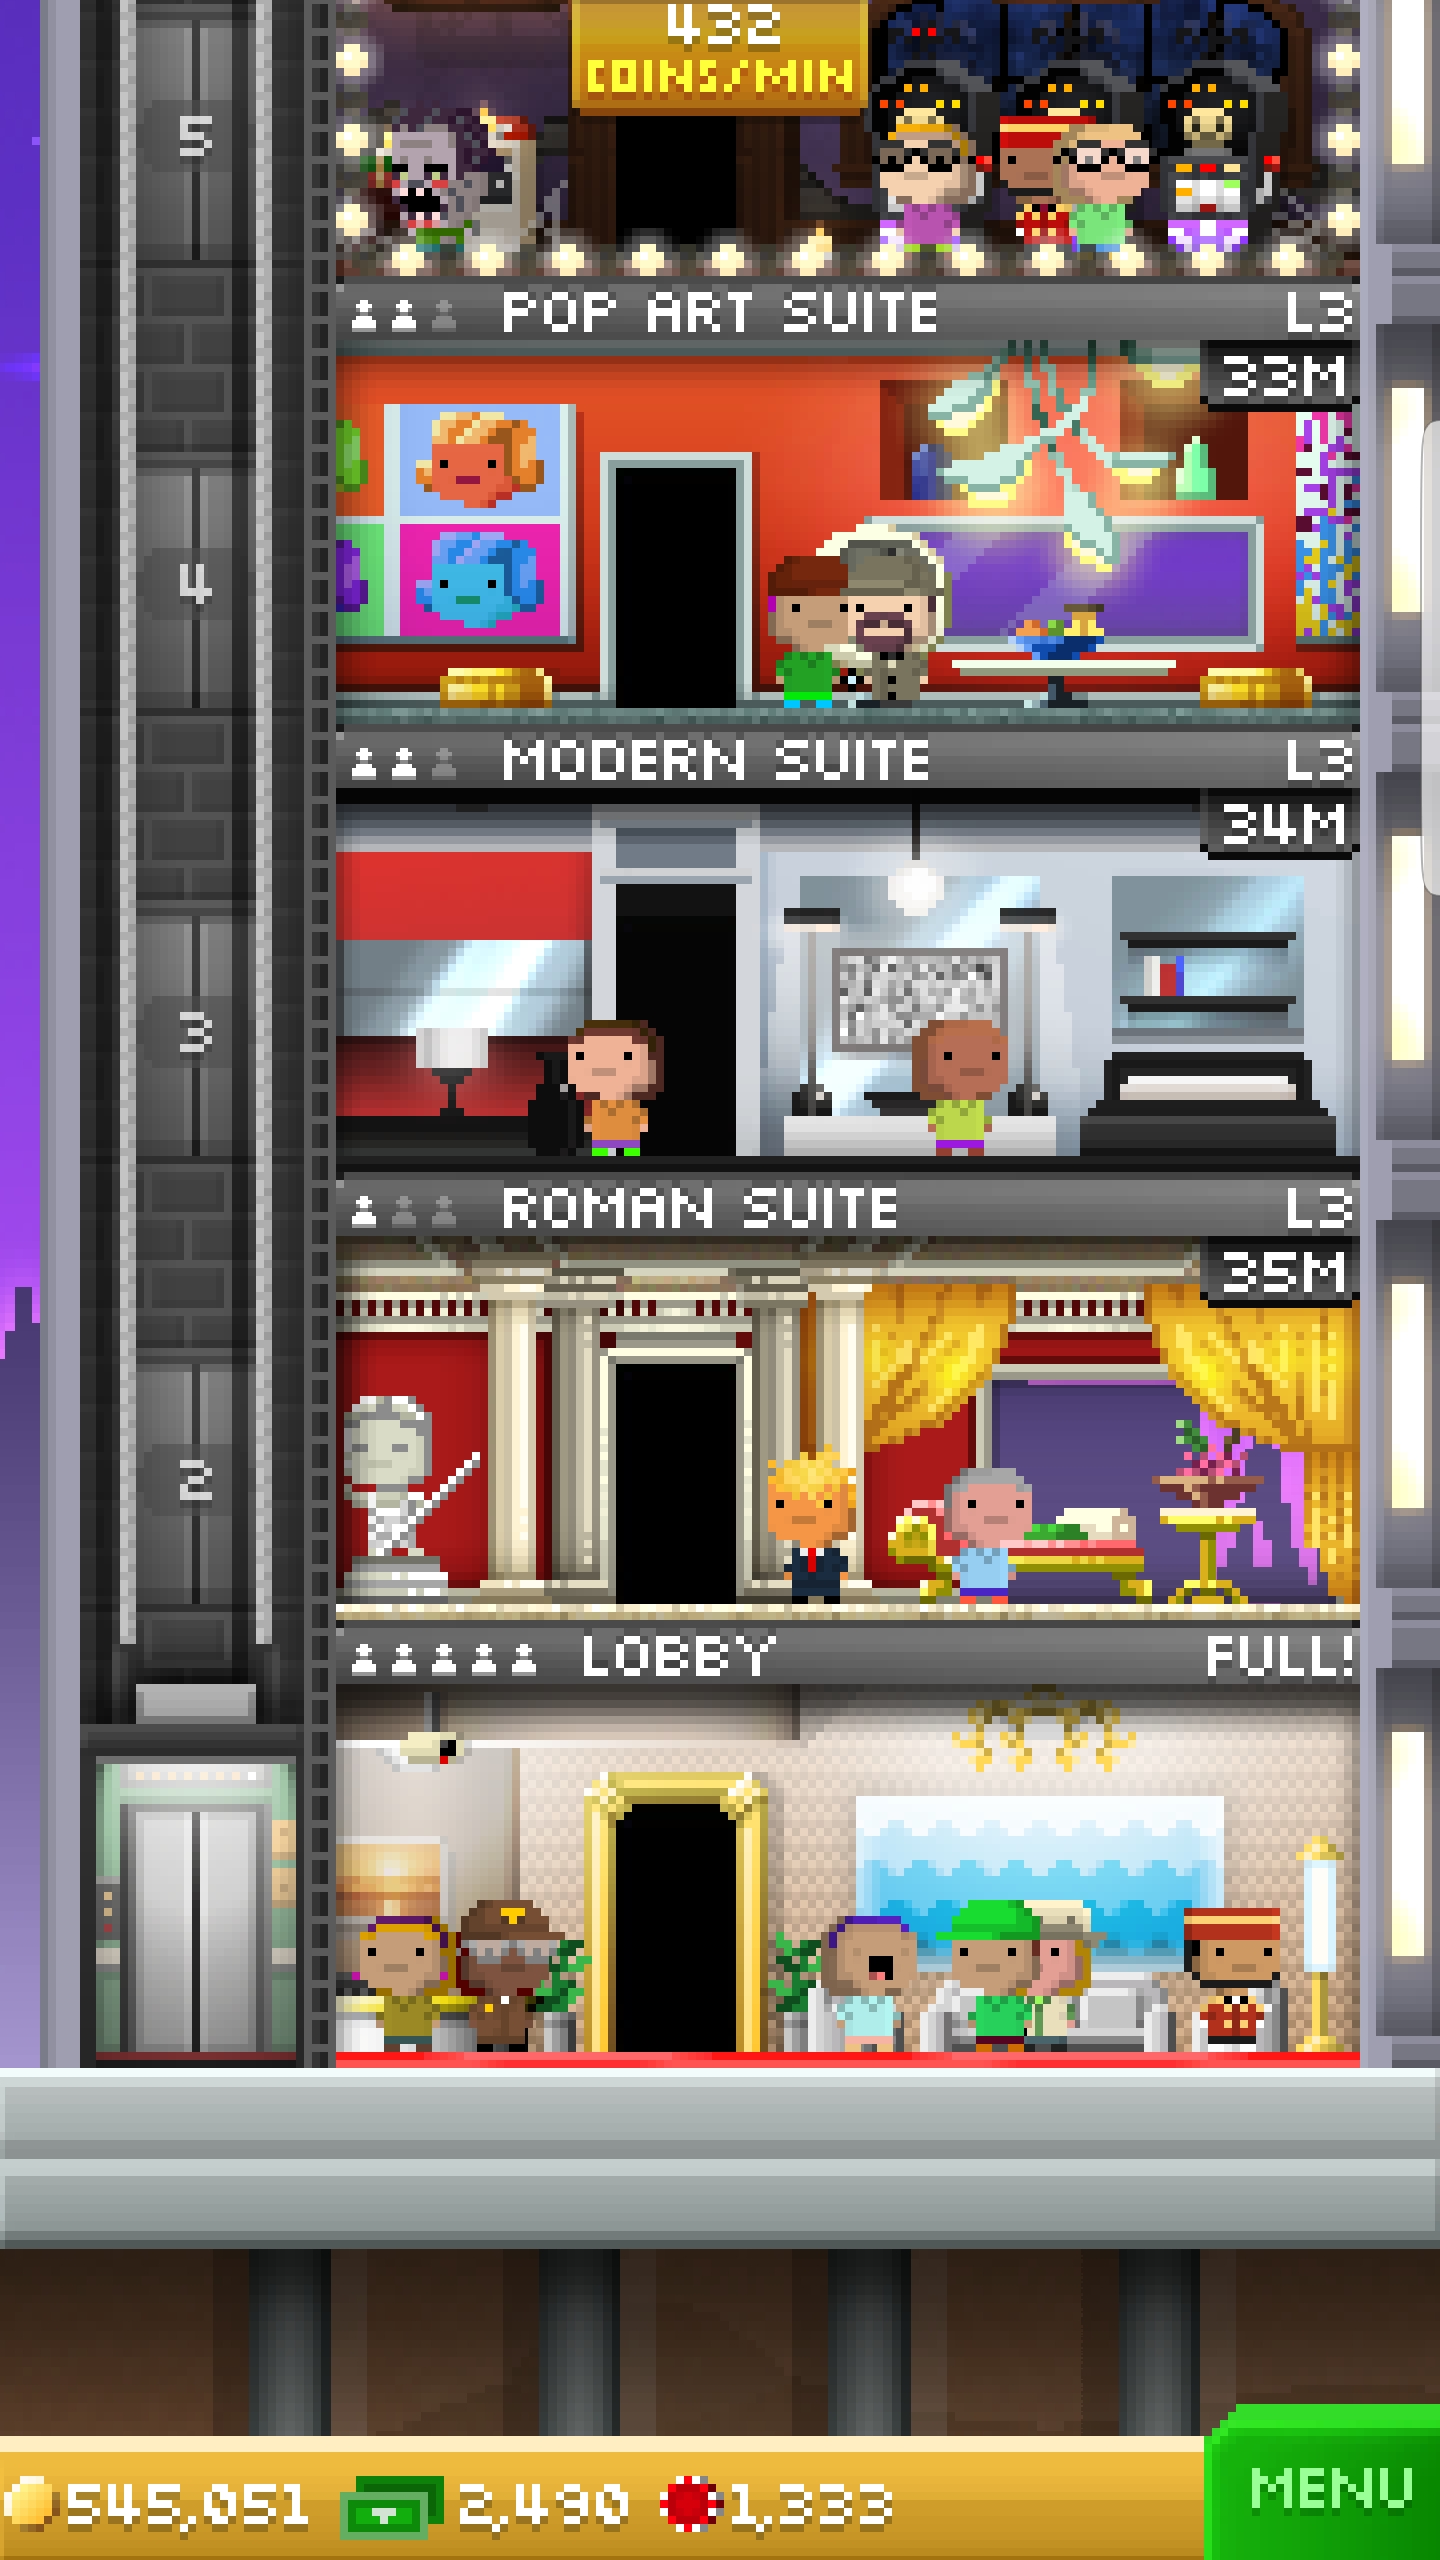 432
COINS/MIN
5
POP ART SUITE L3
33M
4
MODERN SUITE L3
34M
3
ROMAN SUITE L3
35M
2
LOBBY FULL!
545,051 2,490 1,333 MENU